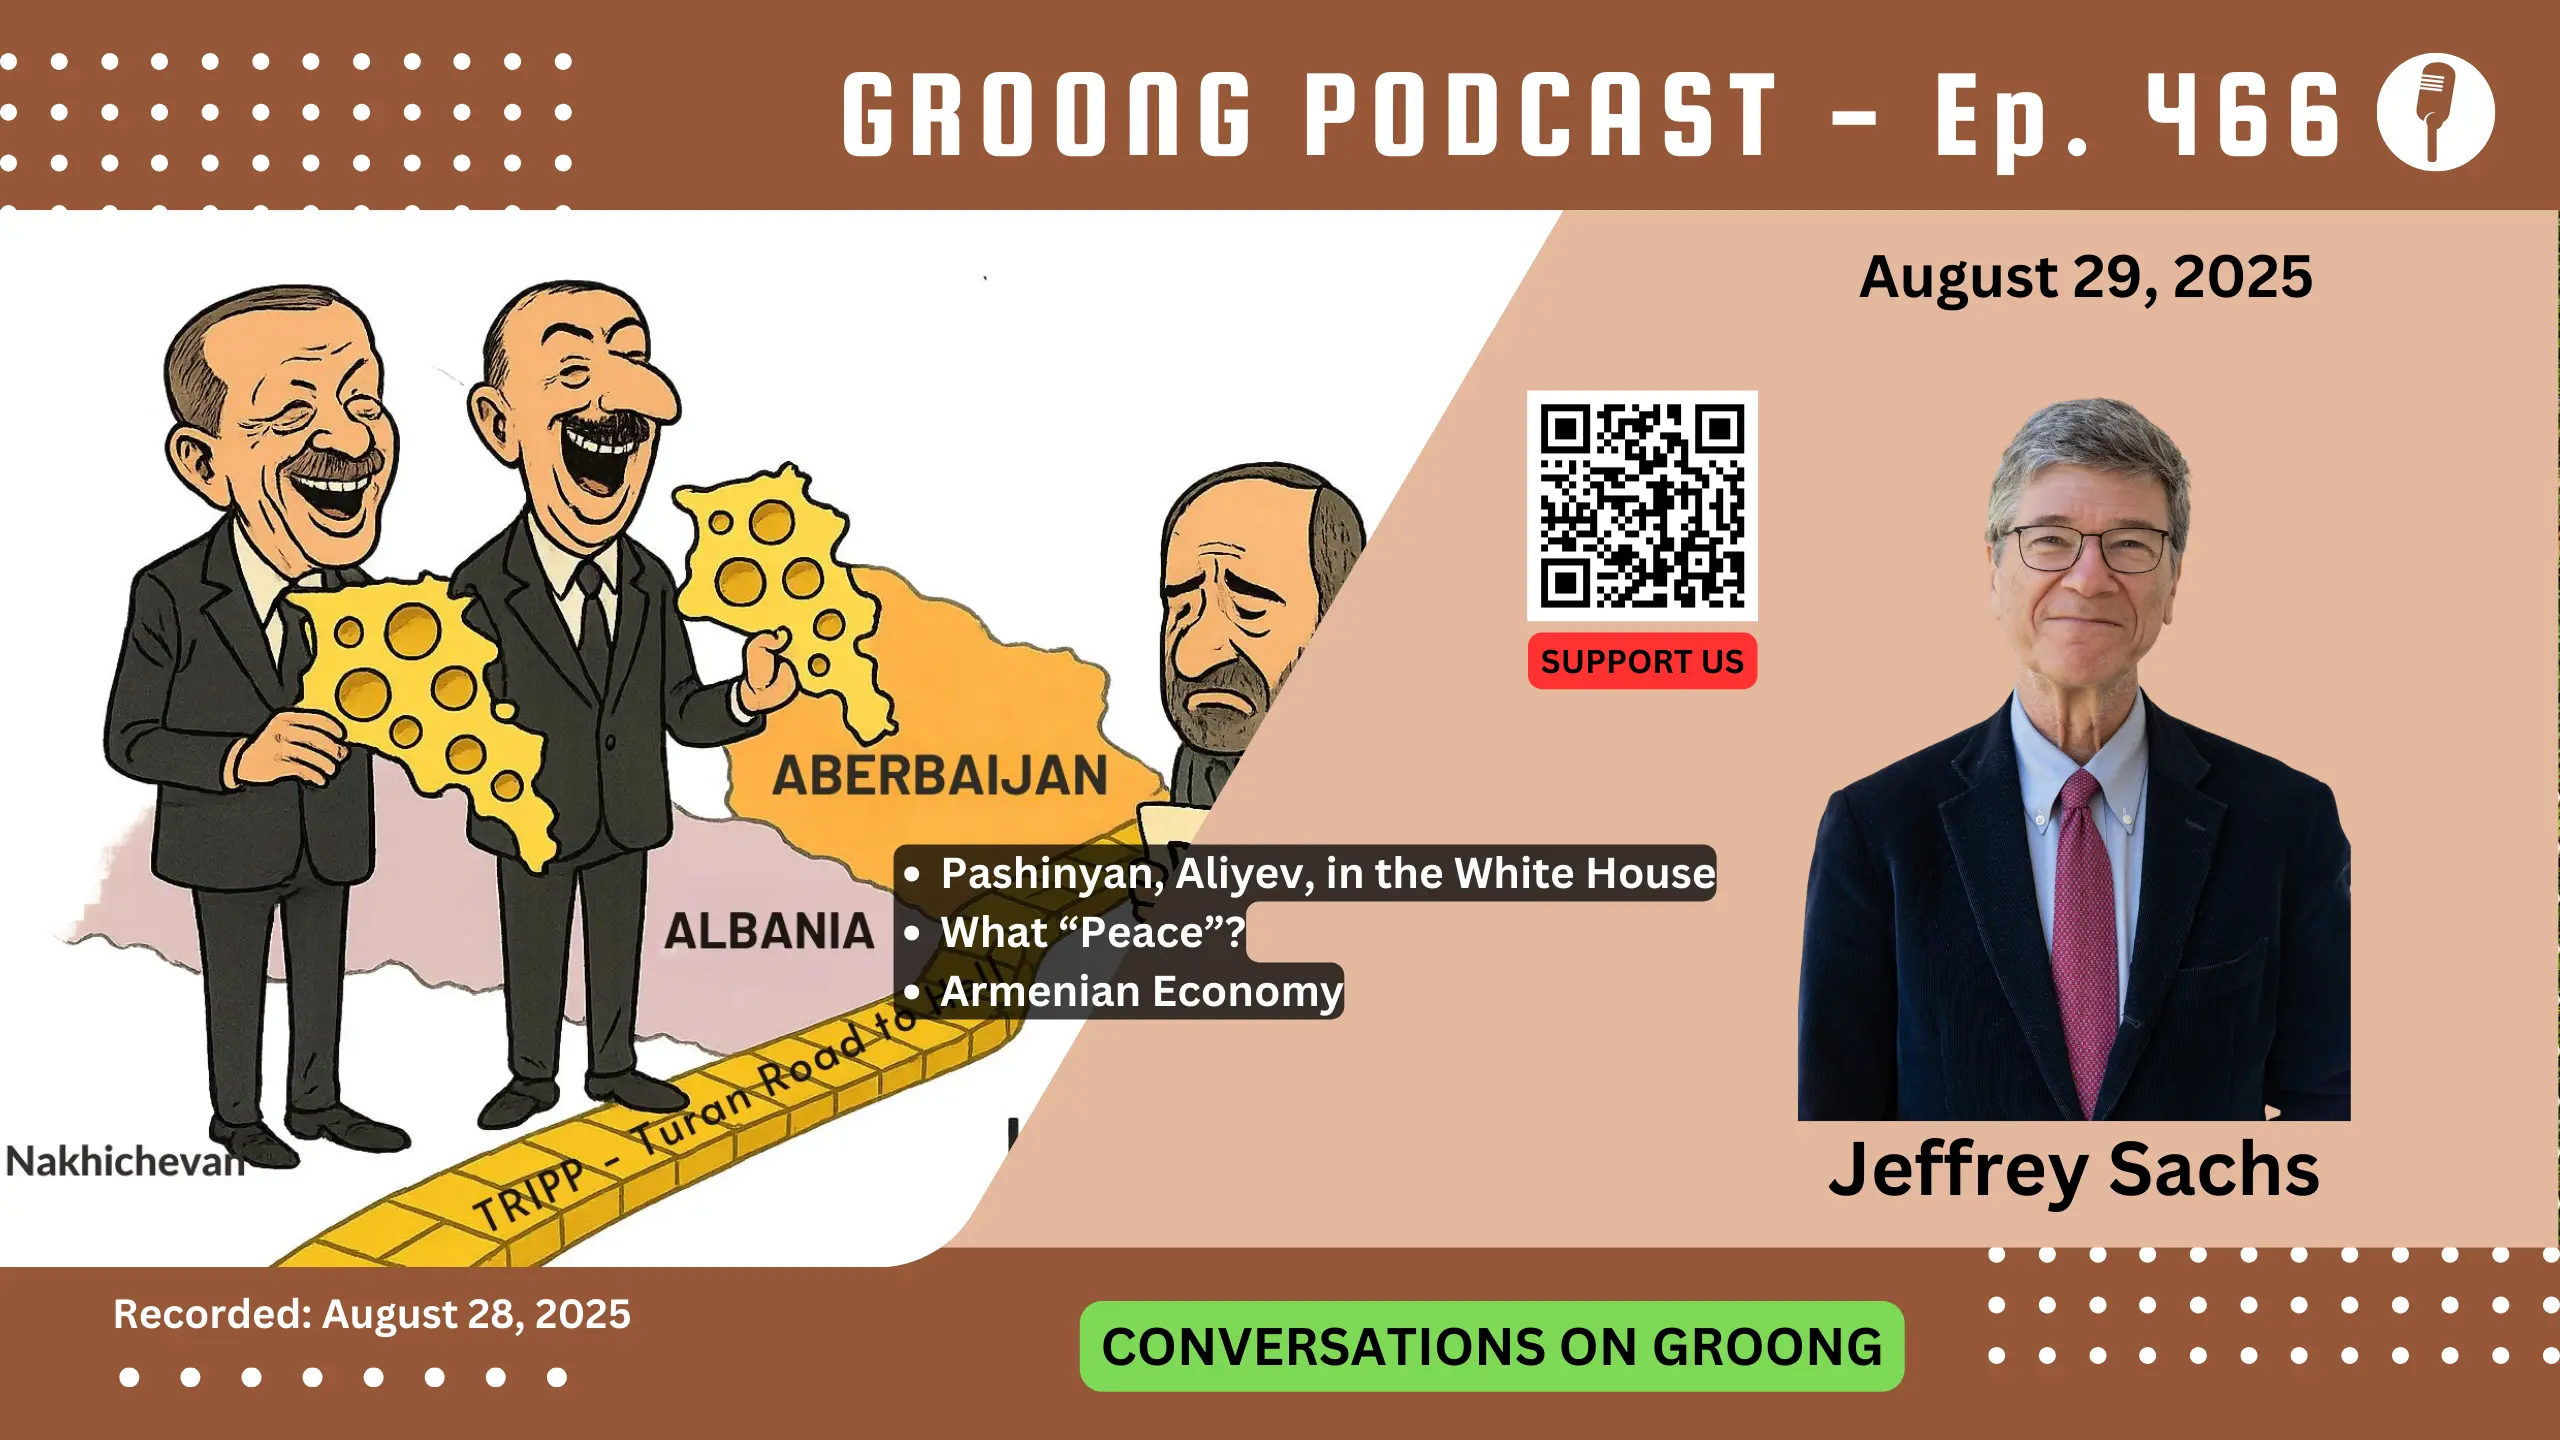 GROONG PODCAST - Ep. 466
August 29, 2025
SUPPORT US
ABERBAIJAN
ALBANIA
• Pashinyan, Aliyev, in the White House
• What “Peace”?
• Armenian Economy
TRIPP - Turan Road to Hell
Nakhichevan
Jeffrey Sachs
Recorded: August 28, 2025
CONVERSATIONS ON GROONG